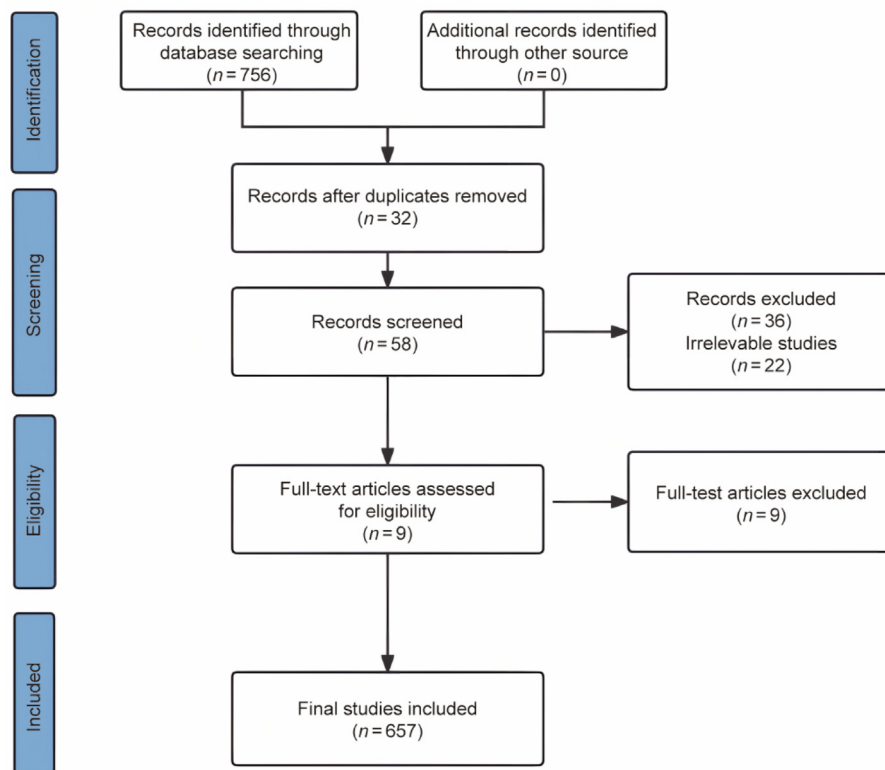 Identification
Records identified through
database searching
(n = 756)
Additional records identified
through other source
(n = 0)
Screening
Records after duplicates removed
(n = 32)
Records screened
(n = 58)
Records excluded
(n = 36)
Irrelevable studies
(n = 22)
Eligibility
Full-text articles assessed
for eligibility
(n = 9)
Full-test articles excluded
(n = 9)
Included
Final studies included
(n = 657)